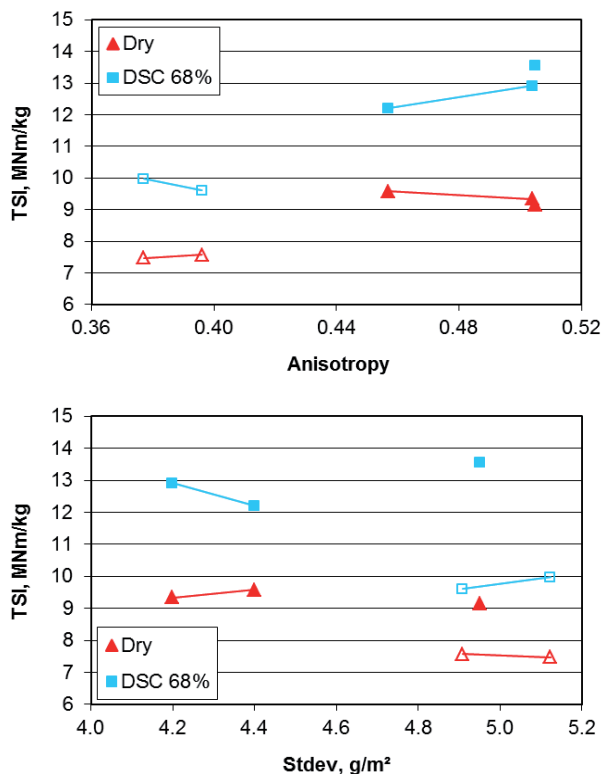 15
14
13
12
11
10
9
8
7
6
TSI, MNm/kg
Dry
DSC 68%
0.36 0.40 0.44 0.48 0.52
Anisotropy
15
14
13
12
11
10
9
8
7
6
TSI, MNm/kg
Dry
DSC 68%
4.0 4.2 4.4 4.6 4.8 5.0 5.2
Stdev, g/m²